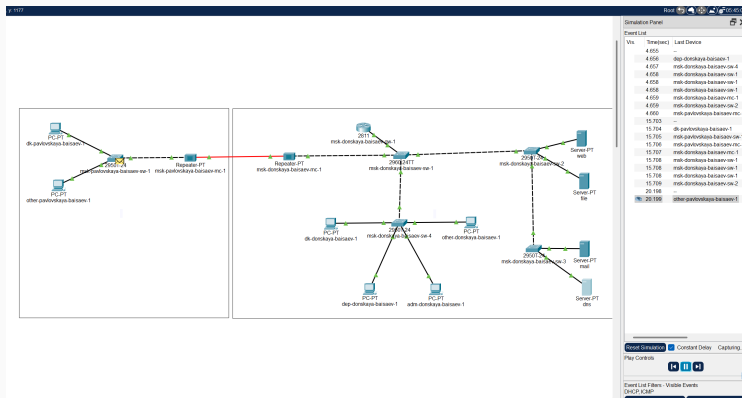 y: 1177
Root
05:45:0
Simulation Panel
Event List
Vis.
Time(sec)
Last Device
4.655
--
4.656
dep-donskaya-baisaev-1
4.657
msk-donskaya-baisaev-sw-4
4.658
msk-donskaya-baisaev-sw-1
4.658
msk-donskaya-baisaev-sw-1
4.658
msk-donskaya-baisaev-sw-1
4.659
msk-donskaya-baisaev-mc-1
4.659
msk-donskaya-baisaev-sw-2
4.660
msk-pavlovskaya-baisaev-mc-
15.703
--
15.704
dk-pavlovskaya-baisaev-1
15.705
msk-pavlovskaya-baisaev-sw-
15.706
msk-pavlovskaya-baisaev-mc-
15.707
msk-donskaya-baisaev-mc-1
15.708
msk-donskaya-baisaev-sw-1
15.708
msk-donskaya-baisaev-sw-1
15.708
msk-donskaya-baisaev-sw-1
15.709
msk-donskaya-baisaev-sw-2
20.198
--
20.199
other-pavlovskaya-baisaev-1
Reset Simulation
Constant Delay
Capturing.
Play Controls
Event List Filters - Visible Events
DHCP, ICMP
PC-PT
dk-pavlovskaya-baisaev-1
2950T-24
msk-pavlovskaya-baisaev-sw-1
Repeater-PT
msk-pavlovskaya-baisaev-mc-1
PC-PT
other-pavlovskaya-baisaev-1
Repeater-PT
msk-donskaya-baisaev-mc-1
2811
msk-donskaya-baisaev-gw-1
2960-24TT
msk-donskaya-baisaev-sw-1
2950T-24
msk-donskaya-baisaev-sw-2
Server-PT
web
Server-PT
file
PC-PT
dk-donskaya-baisaev-1
2950T-24
msk-donskaya-baisaev-sw-4
PC-PT
other-donskaya-baisaev-1
2950T-24
msk-donskaya-baisaev-sw-3
Server-PT
mail
PC-PT
dep-donskaya-baisaev-1
PC-PT
adm-donskaya-baisaev-1
Server-PT
dns